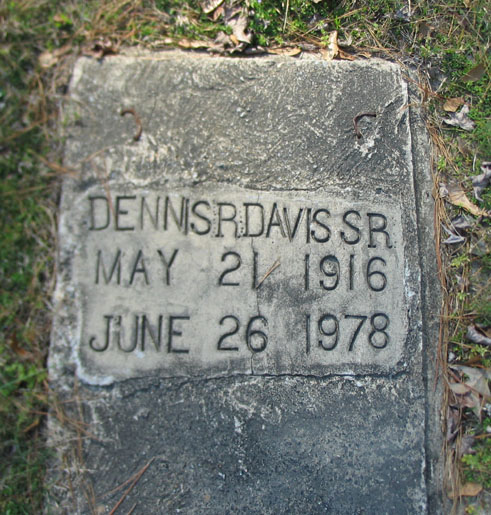 DENNIS R. DAVIS SR.
MAY 21 1916
JUNE 26 1978